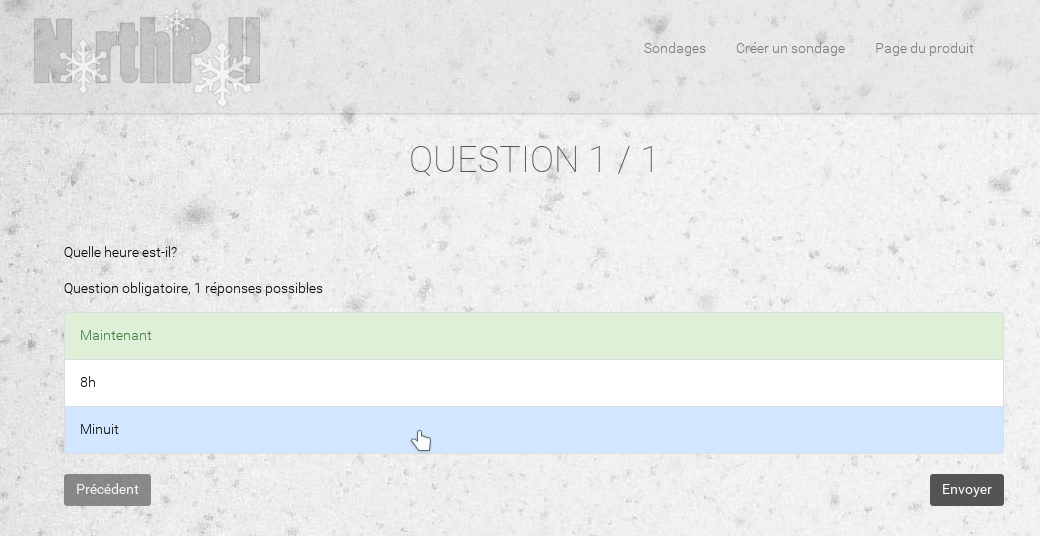 NorthPoll
Sondages Créer un sondage Page du produit
QUESTION 1 / 1
Quelle heure est-il?
Question obligatoire, 1 réponses possibles
Maintenant
8h
Minuit
Précédent Envoyer